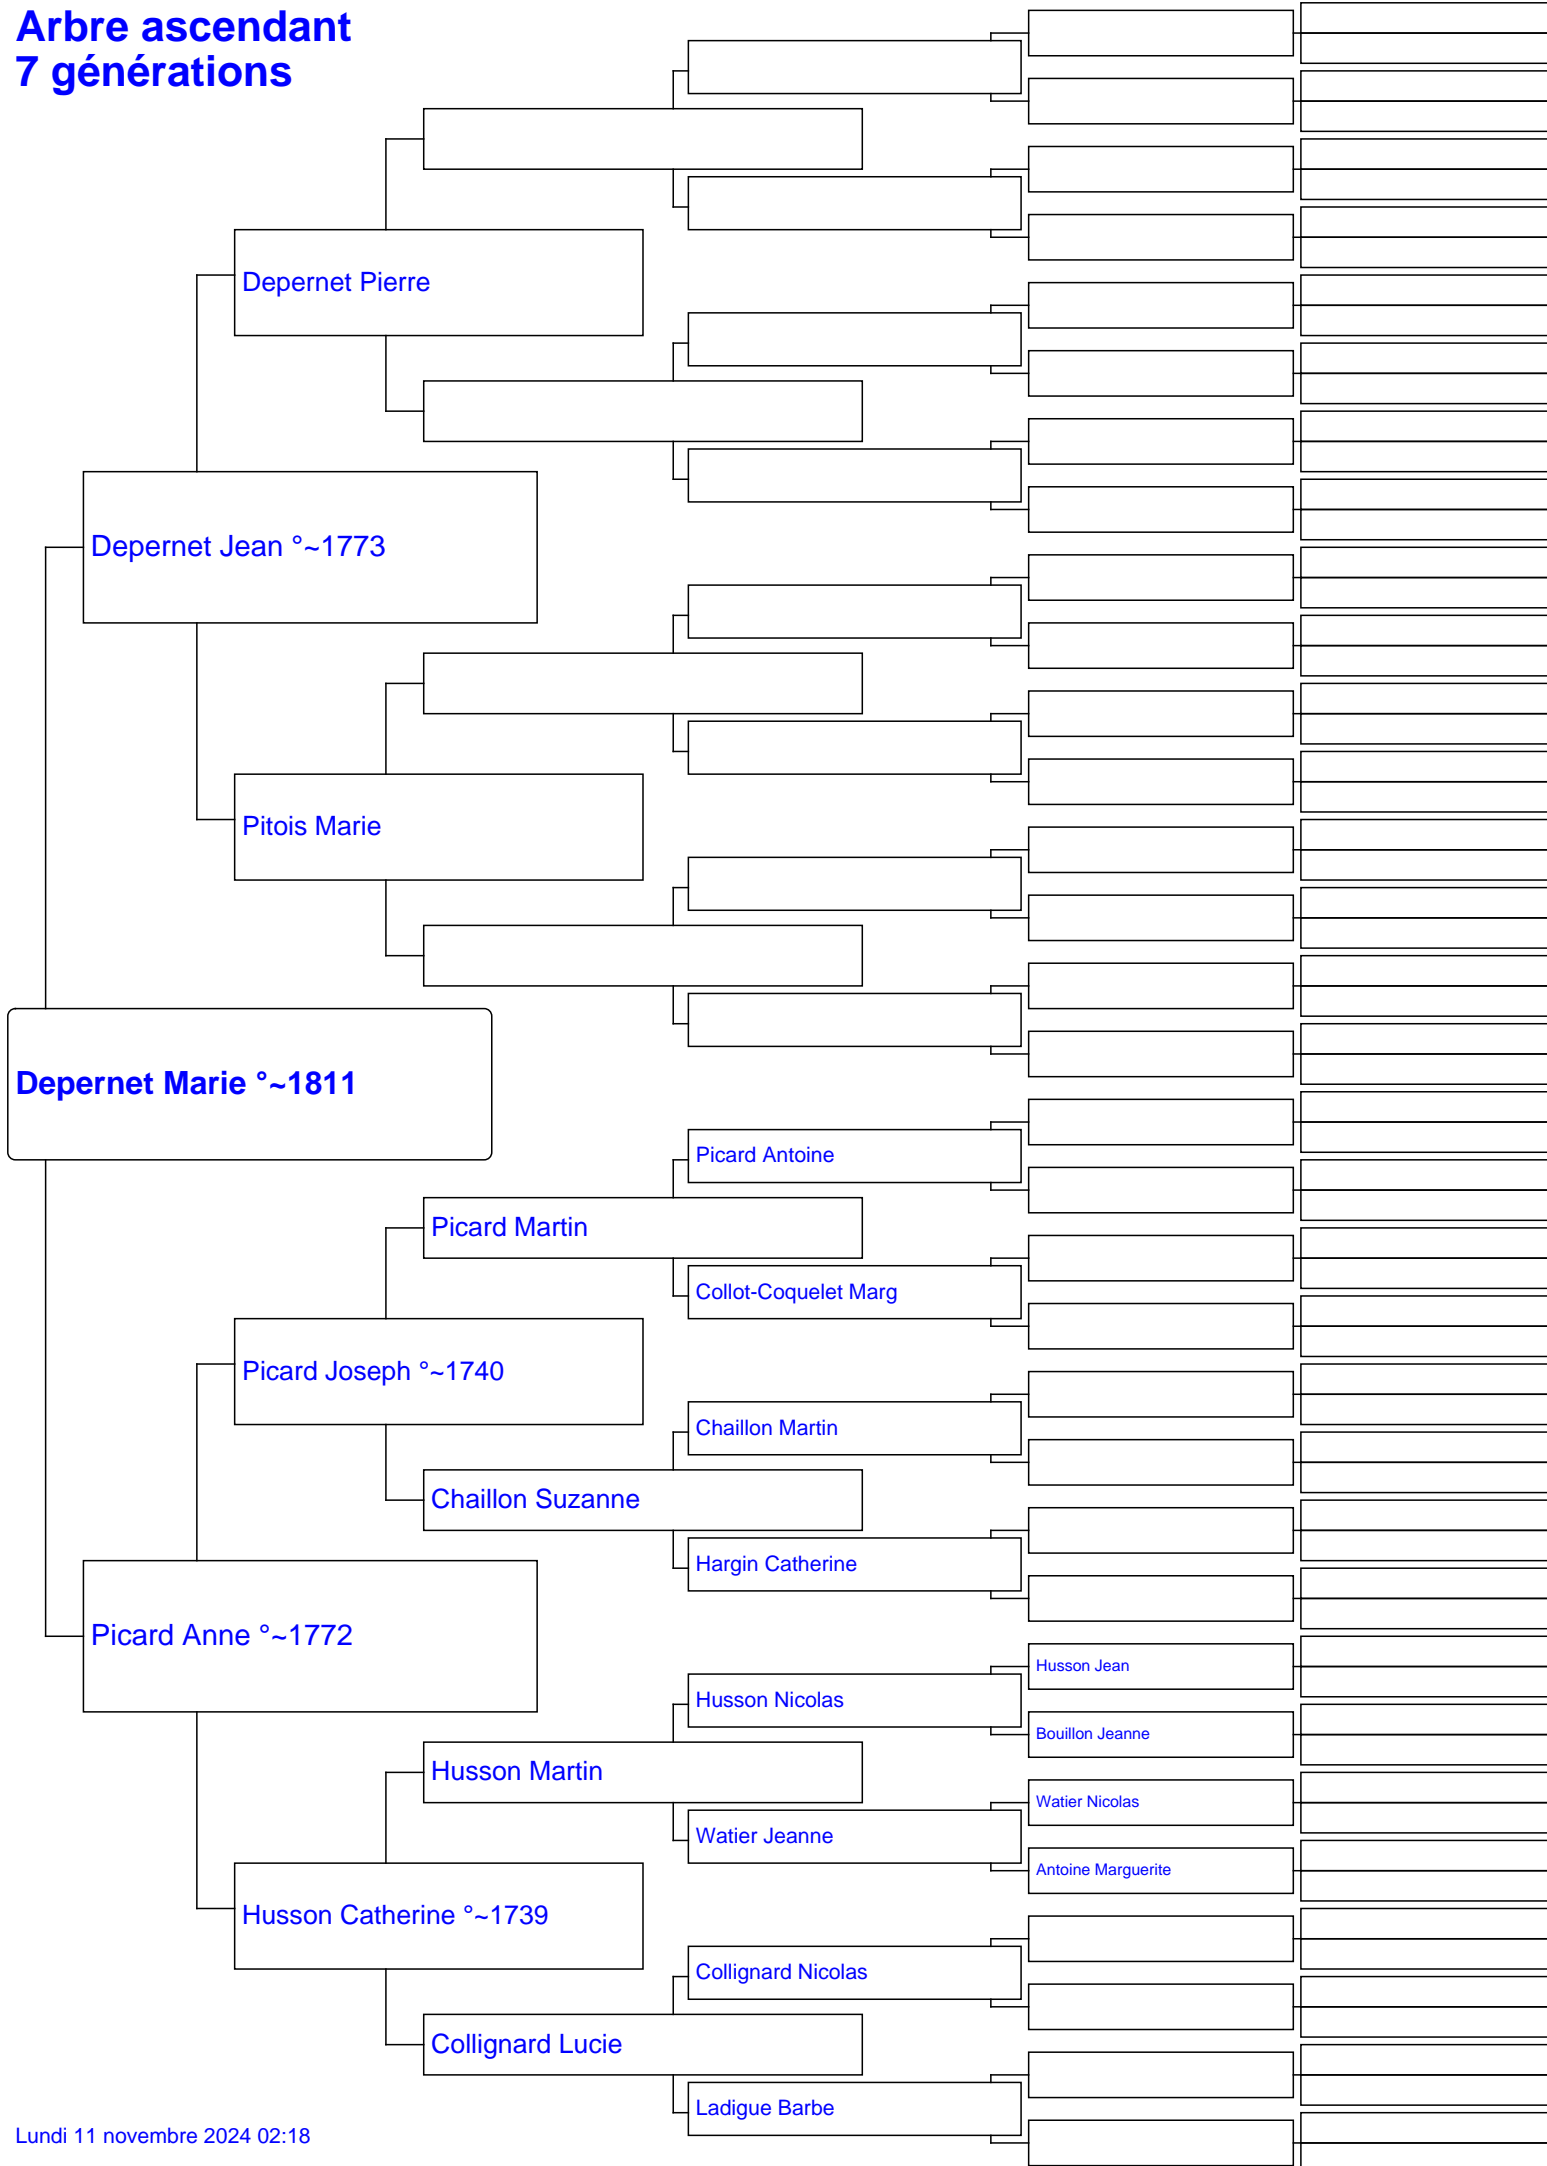 Arbre ascendant
7 générations
Depernet Pierre
Depernet Jean °~1773
Pitois Marie
Depernet Marie °~1811
Picard Antoine
Picard Martin
Collot-Coquelet Marg
Picard Joseph °~1740
Chaillon Martin
Chaillon Suzanne
Hargin Catherine
Picard Anne °~1772
Husson Jean
Husson Nicolas
Bouillon Jeanne
Husson Martin
Watier Nicolas
Watier Jeanne
Antoine Marguerite
Husson Catherine °~1739
Collignard Nicolas
Collignard Lucie
Ladigue Barbe
Lundi 11 novembre 2024 02:18